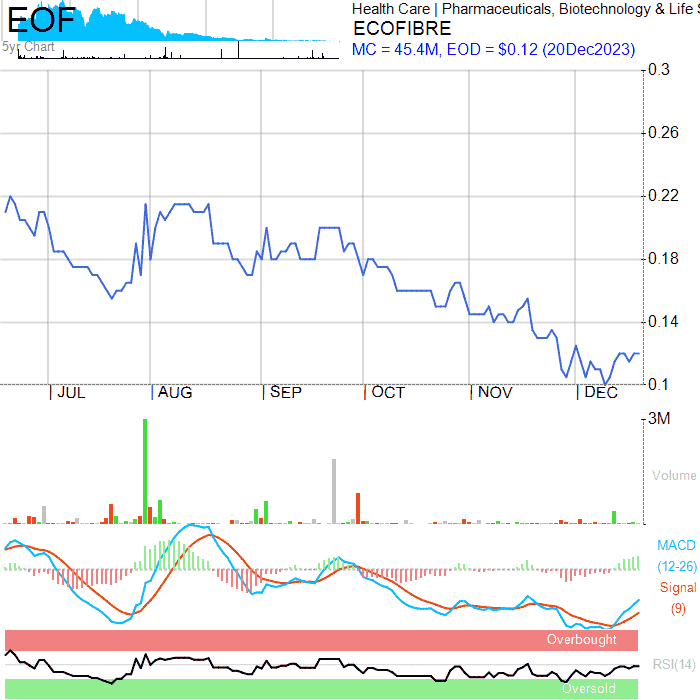 EOF
Health Care | Pharmaceuticals, Biotechnology & Life
5yr Chart
ECOFIBRE
MC = 45.4M, EOD = $0.12 (20Dec2023)
0.3
0.26
0.22
0.18
0.14
0.1
JUL AUG SEP OCT NOV DEC
3M
Volume
MACD
(12-26)
Signal
(9)
Overbought
RSI(14)
Oversold